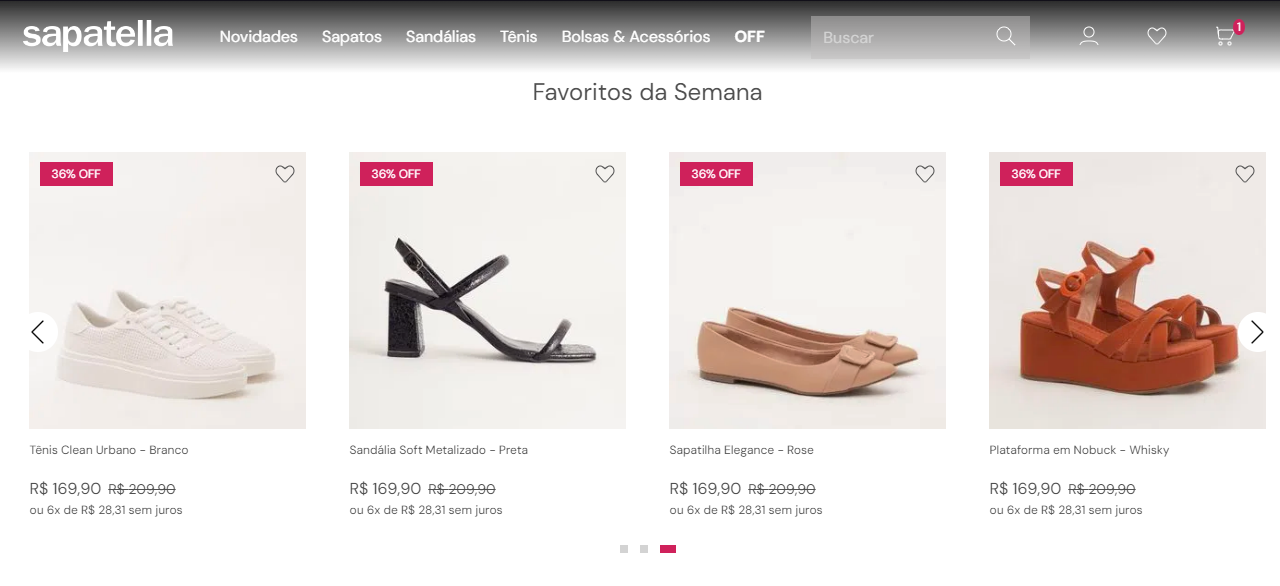 sapatella
Novidades Sapatos Sandálias Tênis Bolsas & Acessórios OFF
Buscar
1
Favoritos da Semana
36% OFF
36% OFF
36% OFF
36% OFF
Tênis Clean Urbano - Branco
R$ 169,90 R$ 209,90
ou 6x de R$ 28,31 sem juros
Sandália Soft Metalizado - Preta
R$ 169,90 R$ 209,90
ou 6x de R$ 28,31 sem juros
Sapatilha Elegance - Rose
R$ 169,90 R$ 209,90
ou 6x de R$ 28,31 sem juros
Plataforma em Nobuck - Whisky
R$ 169,90 R$ 209,90
ou 6x de R$ 28,31 sem juros